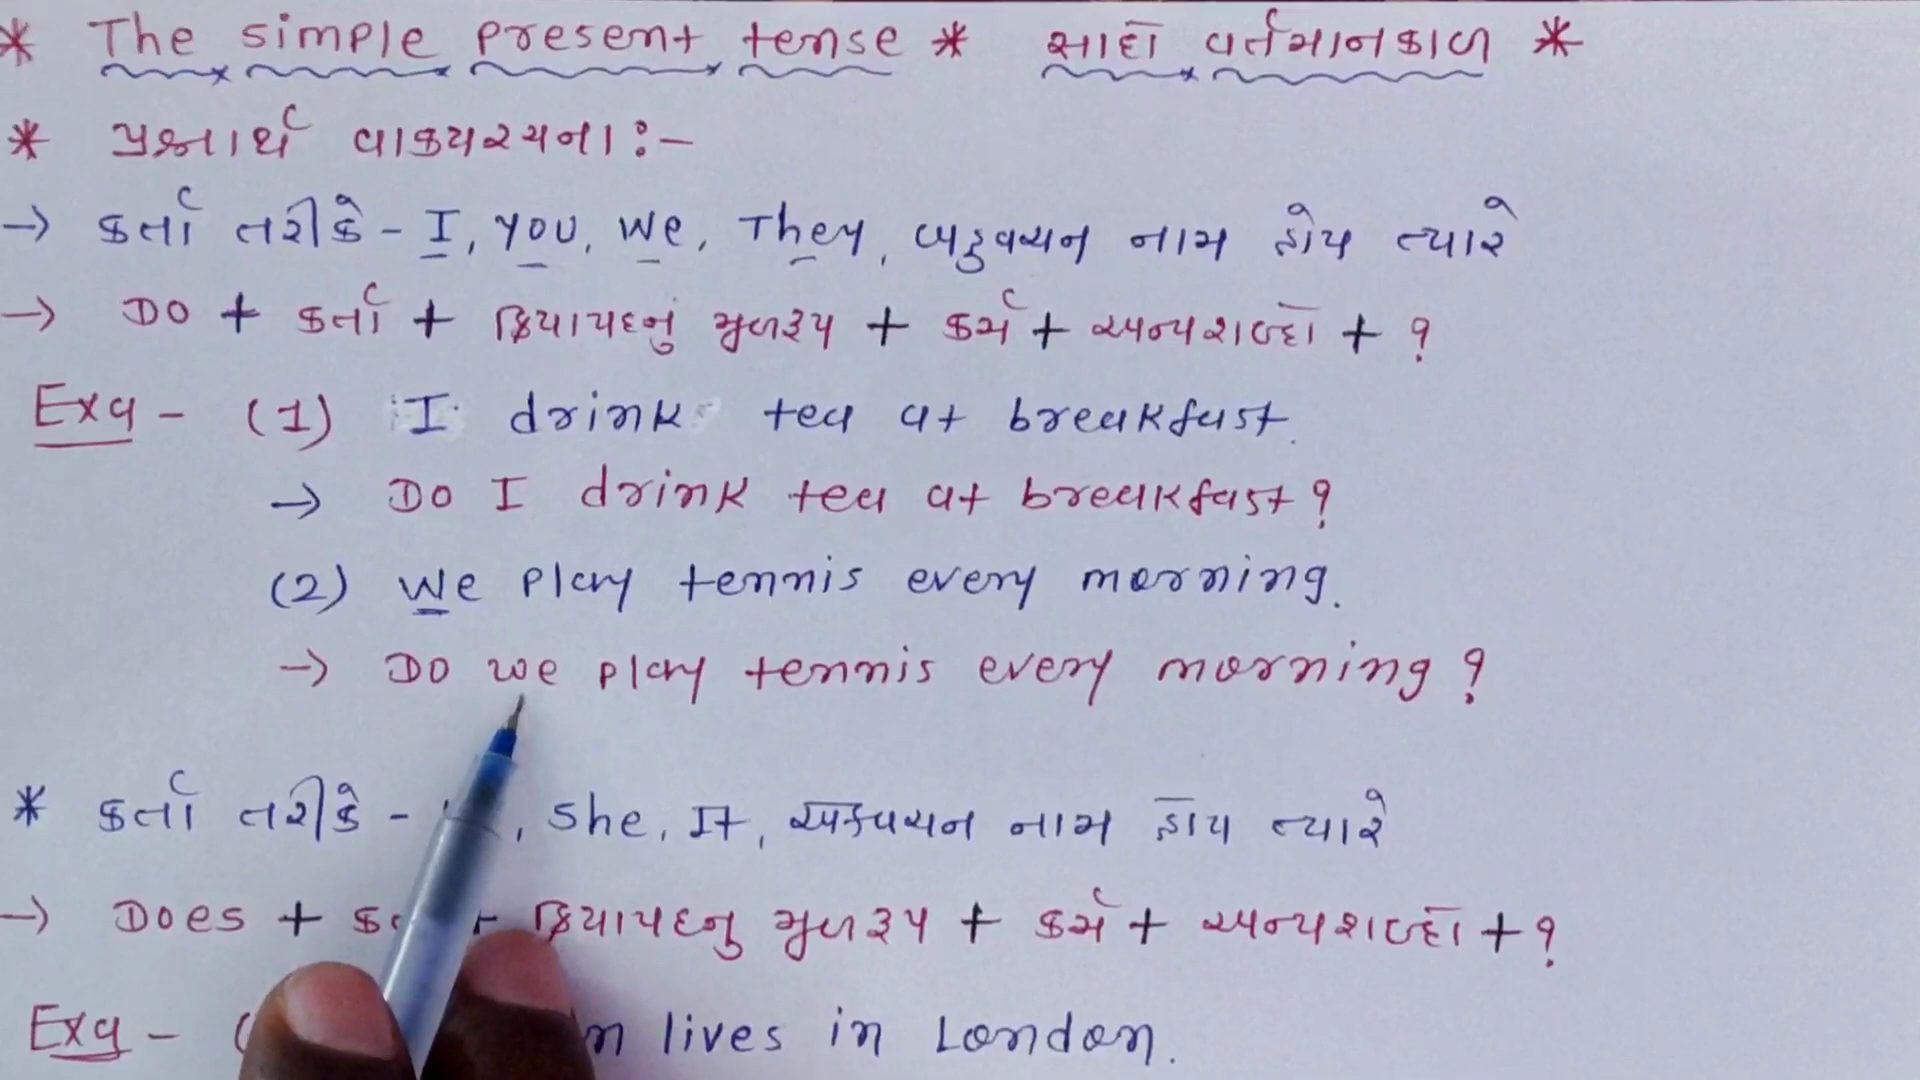 * The simple present tense * સાદો વર્તમાનકાળ *
* પ્રશ્નાર્થ વાક્યરચના :-
→ કર્તા તરીકે - I, you, we, They, બહુવચન નામ હોય ત્યારે
→ Do + કર્તા + ક્રિયાપદનું મુળરૂપ + કર્મ + અન્યશબ્દો + ?
Exa - (1) I drink tea at breakfast.
→ Do I drink tea at breakfast?
(2) We play tennis every morning.
→ Do we play tennis every morning?
* કર્તા તરીકે - , she, It, એકવચન નામ હોય ત્યારે
→ Does + + ક્રિયાપદનુ મુળરૂપ + કર્મ + અન્યશબ્દો + ?
Exa - ( lives in London.